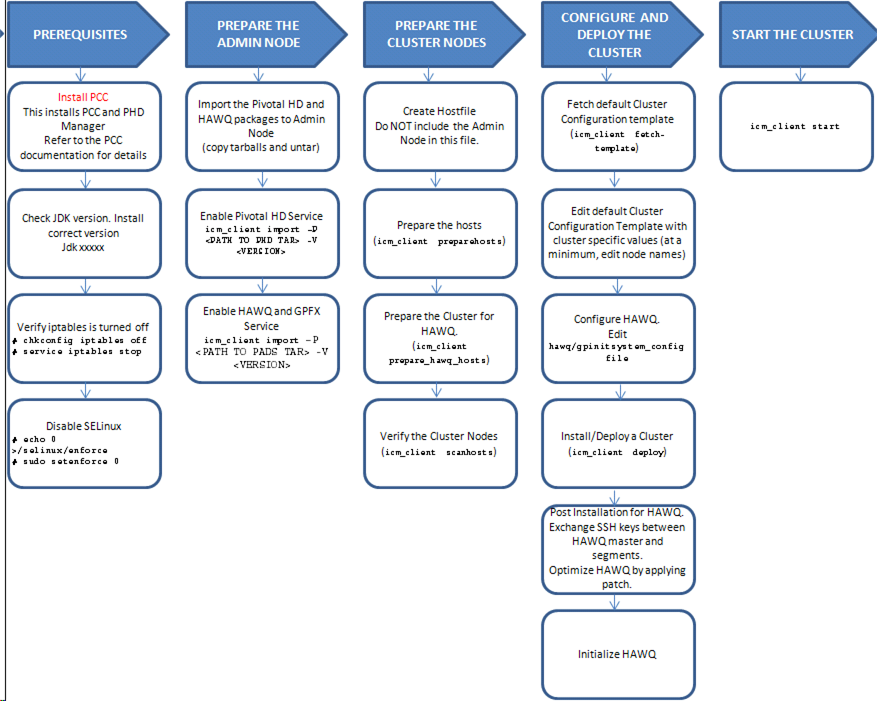 PREREQUISITES
Install PCC
This installs PCC and PHD
Manager
Refer to the PCC
documentation for details
Check JDK version. Install
correct version
Jdk xxxxx
Verify iptables is turned off
# chkconfig iptables off
# service iptables stop
Disable SELinux
# echo 0
>/selinux/enforce
# sudo setenforce 0
PREPARE THE
ADMIN NODE
Import the Pivotal HD and
HAWQ packages to Admin
Node
(copy tarballs and untar)
Enable Pivotal HD Service
icm_client import -P
<PATH TO PHD TAR> -V
<VERSION>
Enable HAWQ and GPFX
Service
icm_client import -P
<PATH TO PADS TAR> -V
<VERSION>
PREPARE THE
CLUSTER NODES
Create Hostfile
Do NOT include the Admin
Node in this file.
Prepare the hosts
(icm_client preparehosts)
Prepare the Cluster for
HAWQ.
(icm_client
prepare_hawq_hosts)
Verify the Cluster Nodes
(icm_client scanhosts)
CONFIGURE AND
DEPLOY THE
CLUSTER
Fetch default Cluster
Configuration template
(icm_client fetch-
template)
Edit default Cluster
Configuration Template with
cluster specific values (at a
minimum, edit node names)
Configure HAWQ.
Edit
hawq/gpinitsystem_config
file
Install/Deploy a Cluster
(icm_client deploy)
Post Installation for HAWQ.
Exchange SSH keys between
HAWQ master and
segments.
Optimize HAWQ by applying
patch.
Initialize HAWQ
START THE CLUSTER
icm_client start